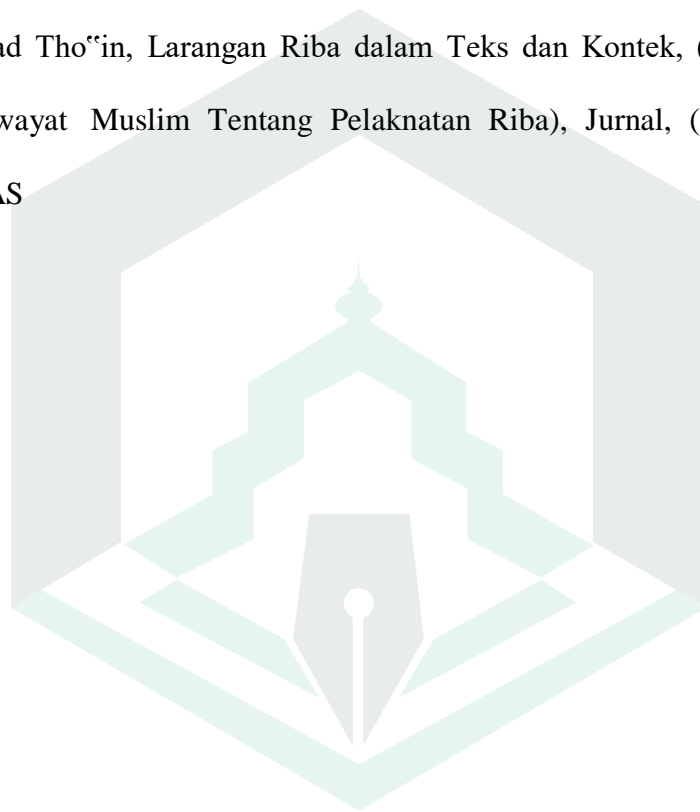 ad Tho‟in, Larangan Riba dalam Teks dan Kontek, (
wayat Muslim Tentang Pelaknatan Riba), Jurnal, (
AS